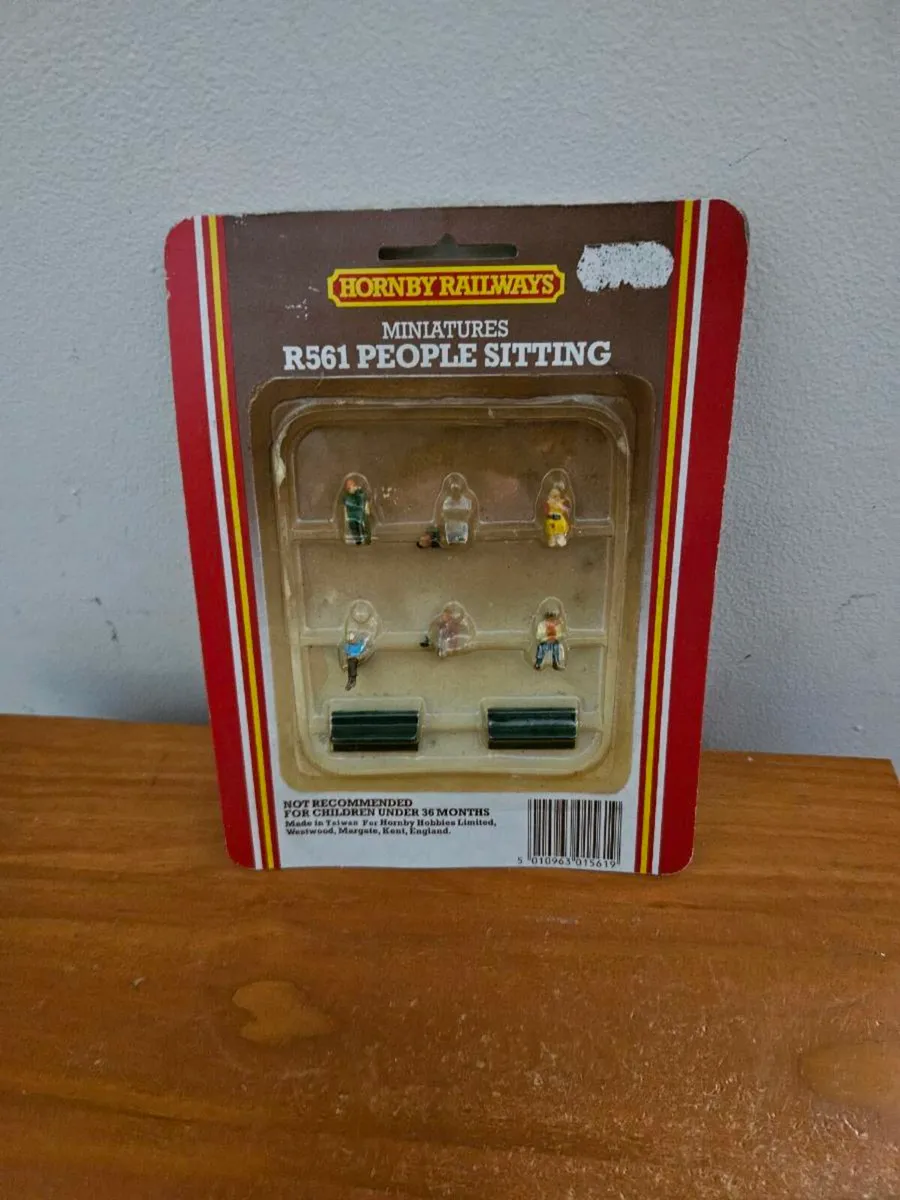 HORNBY RAILWAYS
MINIATURES
R561 PEOPLE SITTING
NOT RECOMMENDED
FOR CHILDREN UNDER 36 MONTHS
Made in Taiwan For Hornby Hobbies Limited,
Westwood, Margate, Kent, England.
5 010963 015619